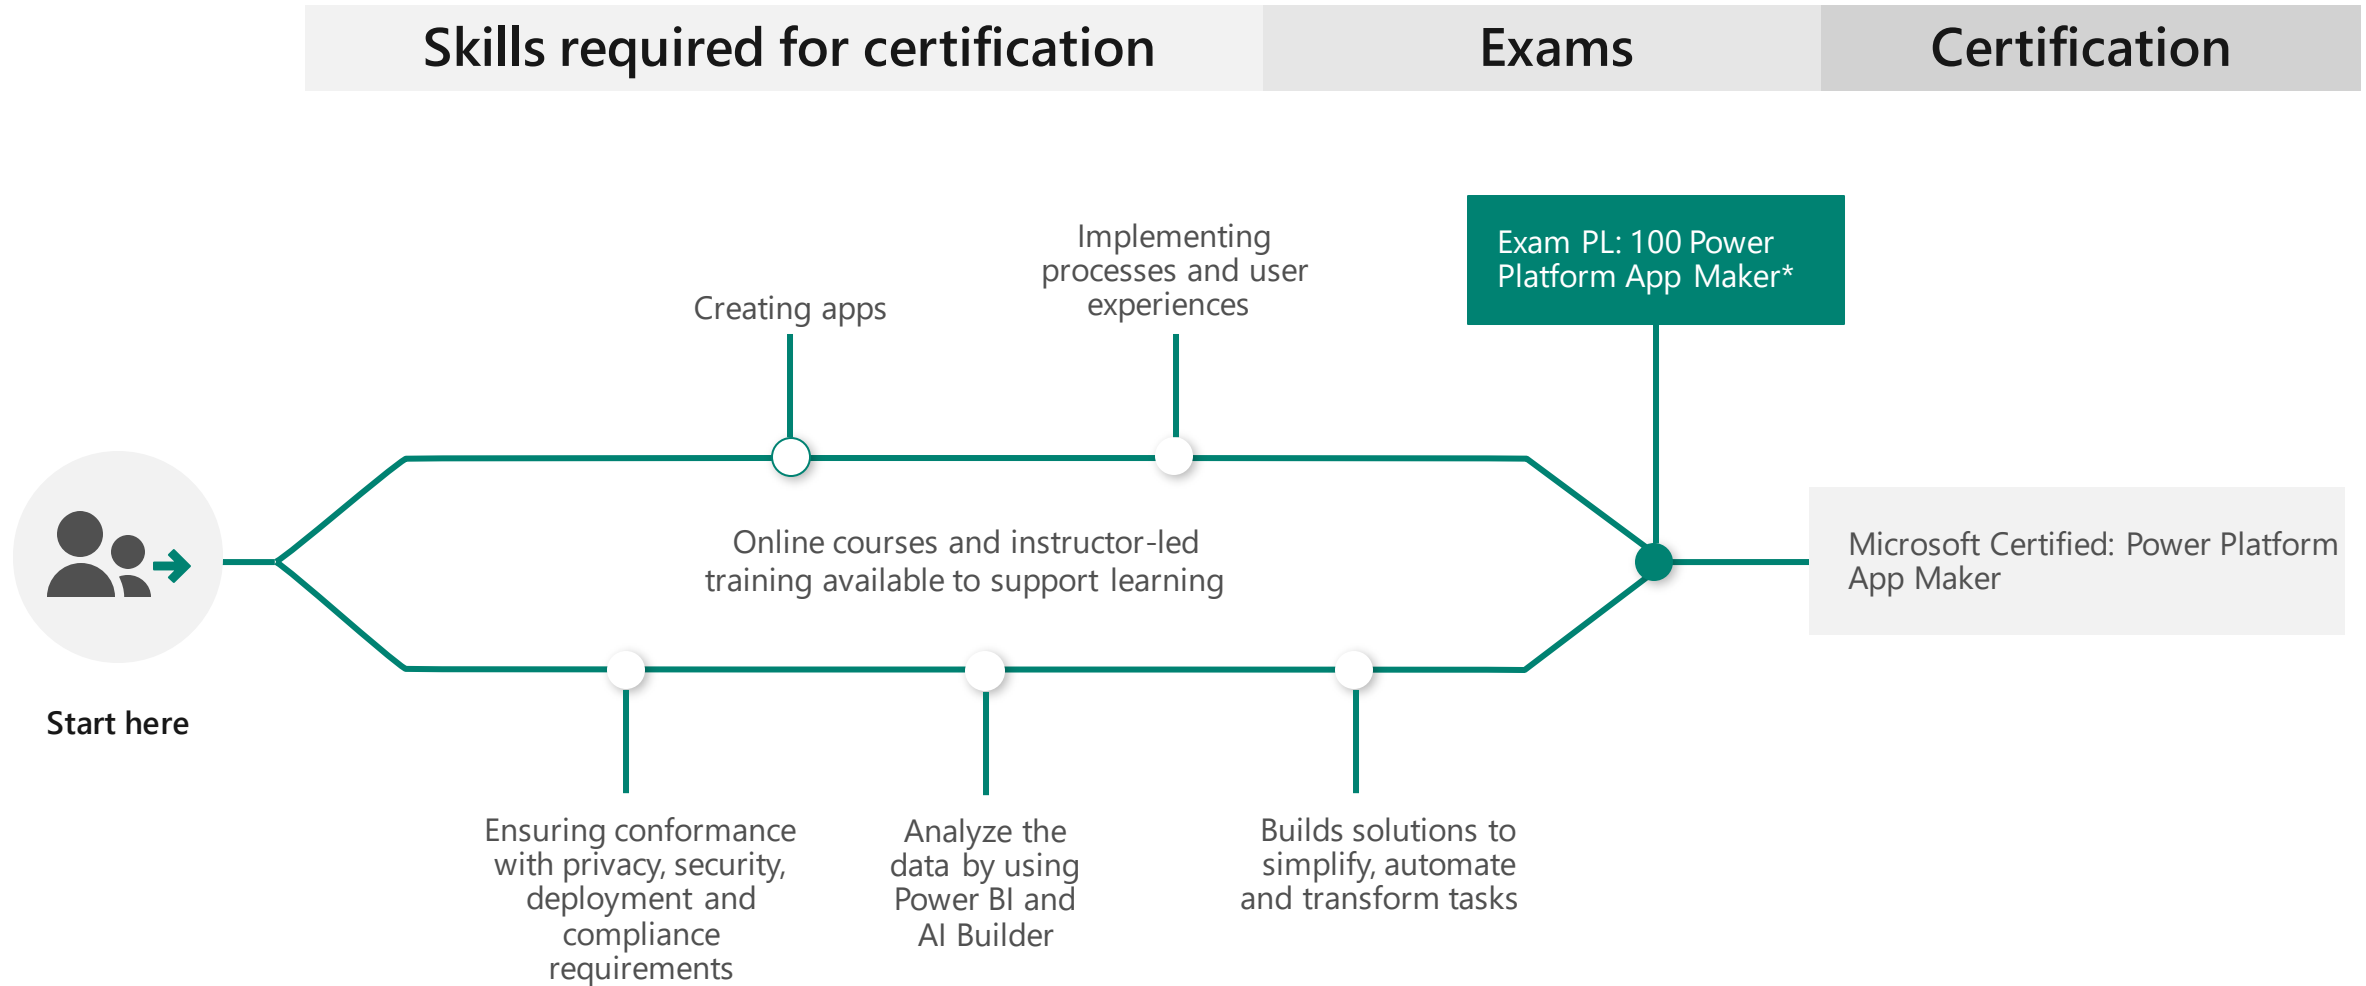 Skills required for certification
Exams
Certification
Implementing
processes and user
experiences
Creating apps
Exam PL: 100 Power
Platform App Maker*
Online courses and instructor-led
training available to support learning
Microsoft Certified: Power Platform
App Maker
Start here
Ensuring conformance
with privacy, security,
deployment and
compliance
requirements
Analyze the
data by using
Power BI and
AI Builder
Builds solutions to
simplify, automate
and transform tasks